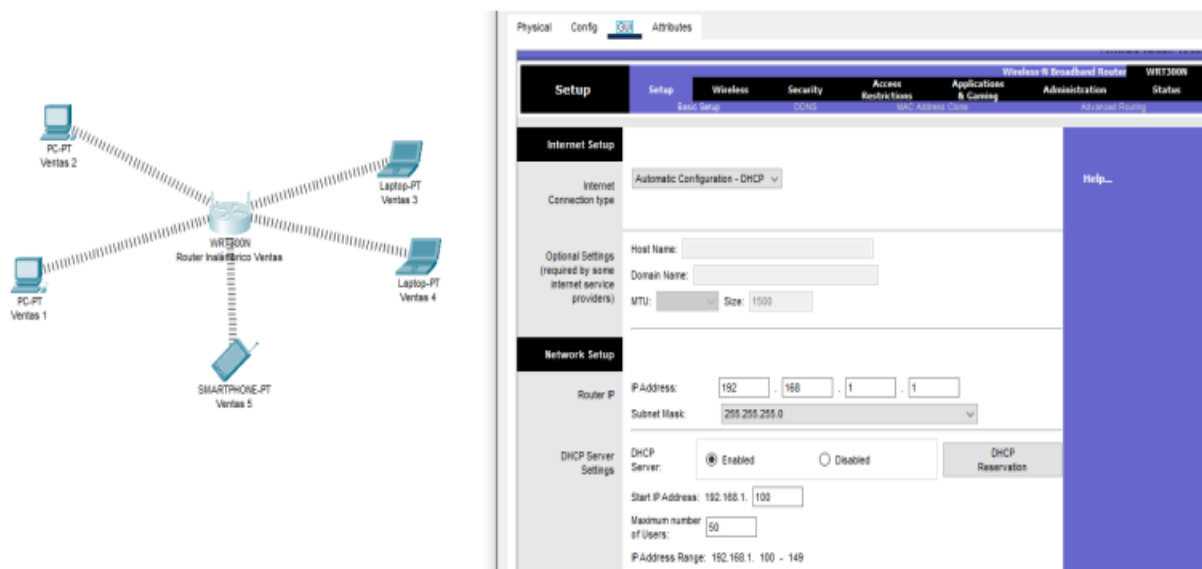 Physical Config GUI Attributes
Wireless-N Broadband Router WRT300N
Setup
Setup Wireless Security Access Restrictions Applications & Gaming Administration Status
Basic Setup DDNS MAC Address Clone Advanced Routing
Internet Setup
Internet
Connection type
Automatic Configuration - DHCP
Help...
Optional Settings
(required by some
internet service
providers)
Host Name:
Domain Name:
MTU: Size: 1500
Network Setup
Router IP
IP Address: 192 . 168 . 1 . 1
Subnet Mask: 255.255.255.0
DHCP Server
Settings
DHCP
Server:
Enabled Disabled
DHCP
Reservation
Start IP Address: 192.168.1. 100
Maximum number
of Users:
50
IP Address Range: 192.168.1. 100 - 149
PC-PT
Ventas 2
Laptop-PT
Ventas 3
WRT300N
Router Inalámbrico Ventas
Laptop-PT
Ventas 4
PC-PT
Ventas 1
SMARTPHONE-PT
Ventas 5